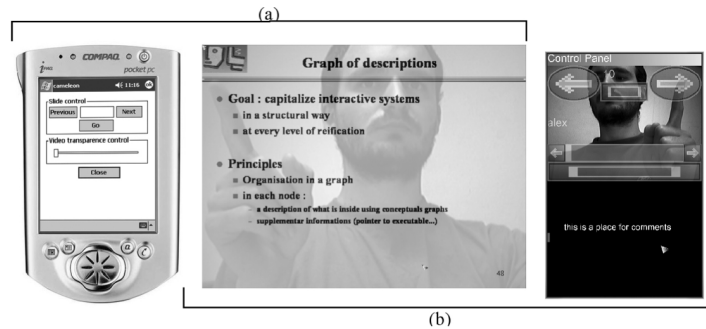 (a)
COMPAQ
iPAQ
pocket pc
cameleon
11:16
ok
Slide control
Previous
Next
Go
Video transparence control
Close
Graph of descriptions
Goal : capitalize interactive systems
in a structural way
at every level of reification
Principles
Organisation in a graph
in each node :
a description of what is inside using conceptuals graphs
- supplementar informations (pointer to executable...)
48
Control Panel
alex
this is a place for comments
(b)